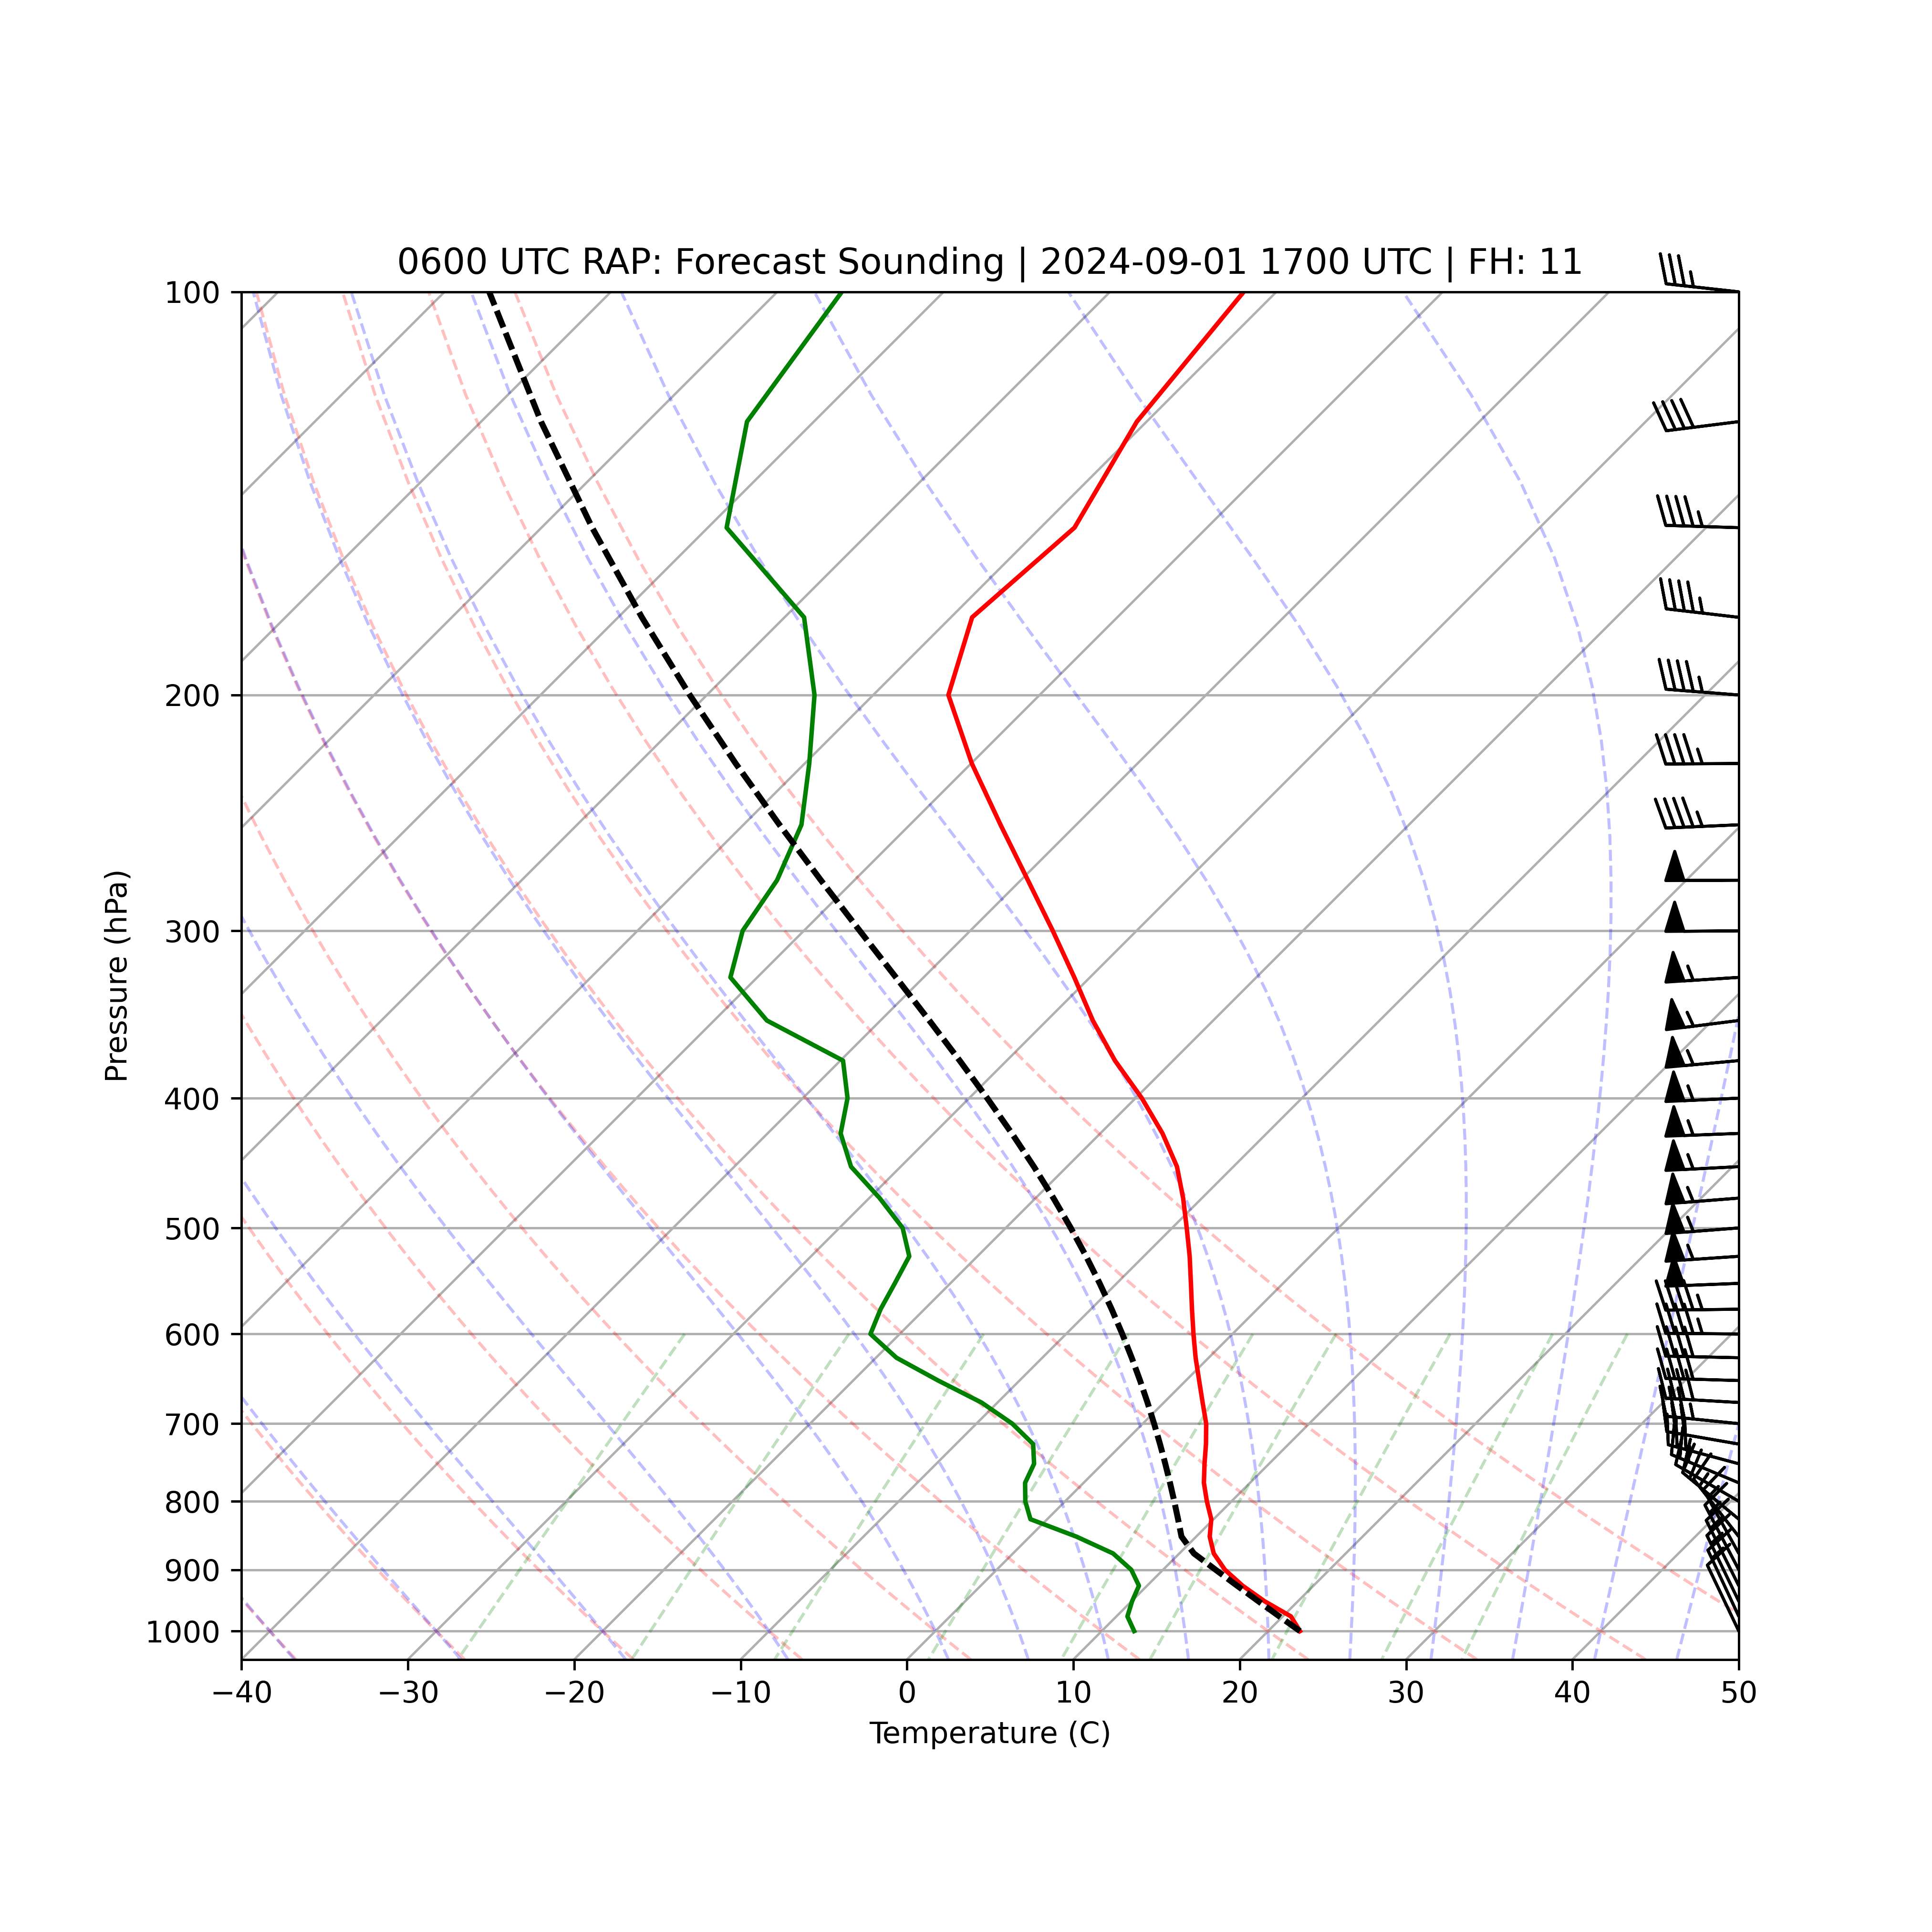 0600 UTC RAP: Forecast Sounding | 2024-09-01 1700 UTC | FH: 11
100
200
300
400
500
600
700
800
900
1000
Pressure (hPa)
−40 −30 −20 −10 0 10 20 30 40 50
Temperature (C)